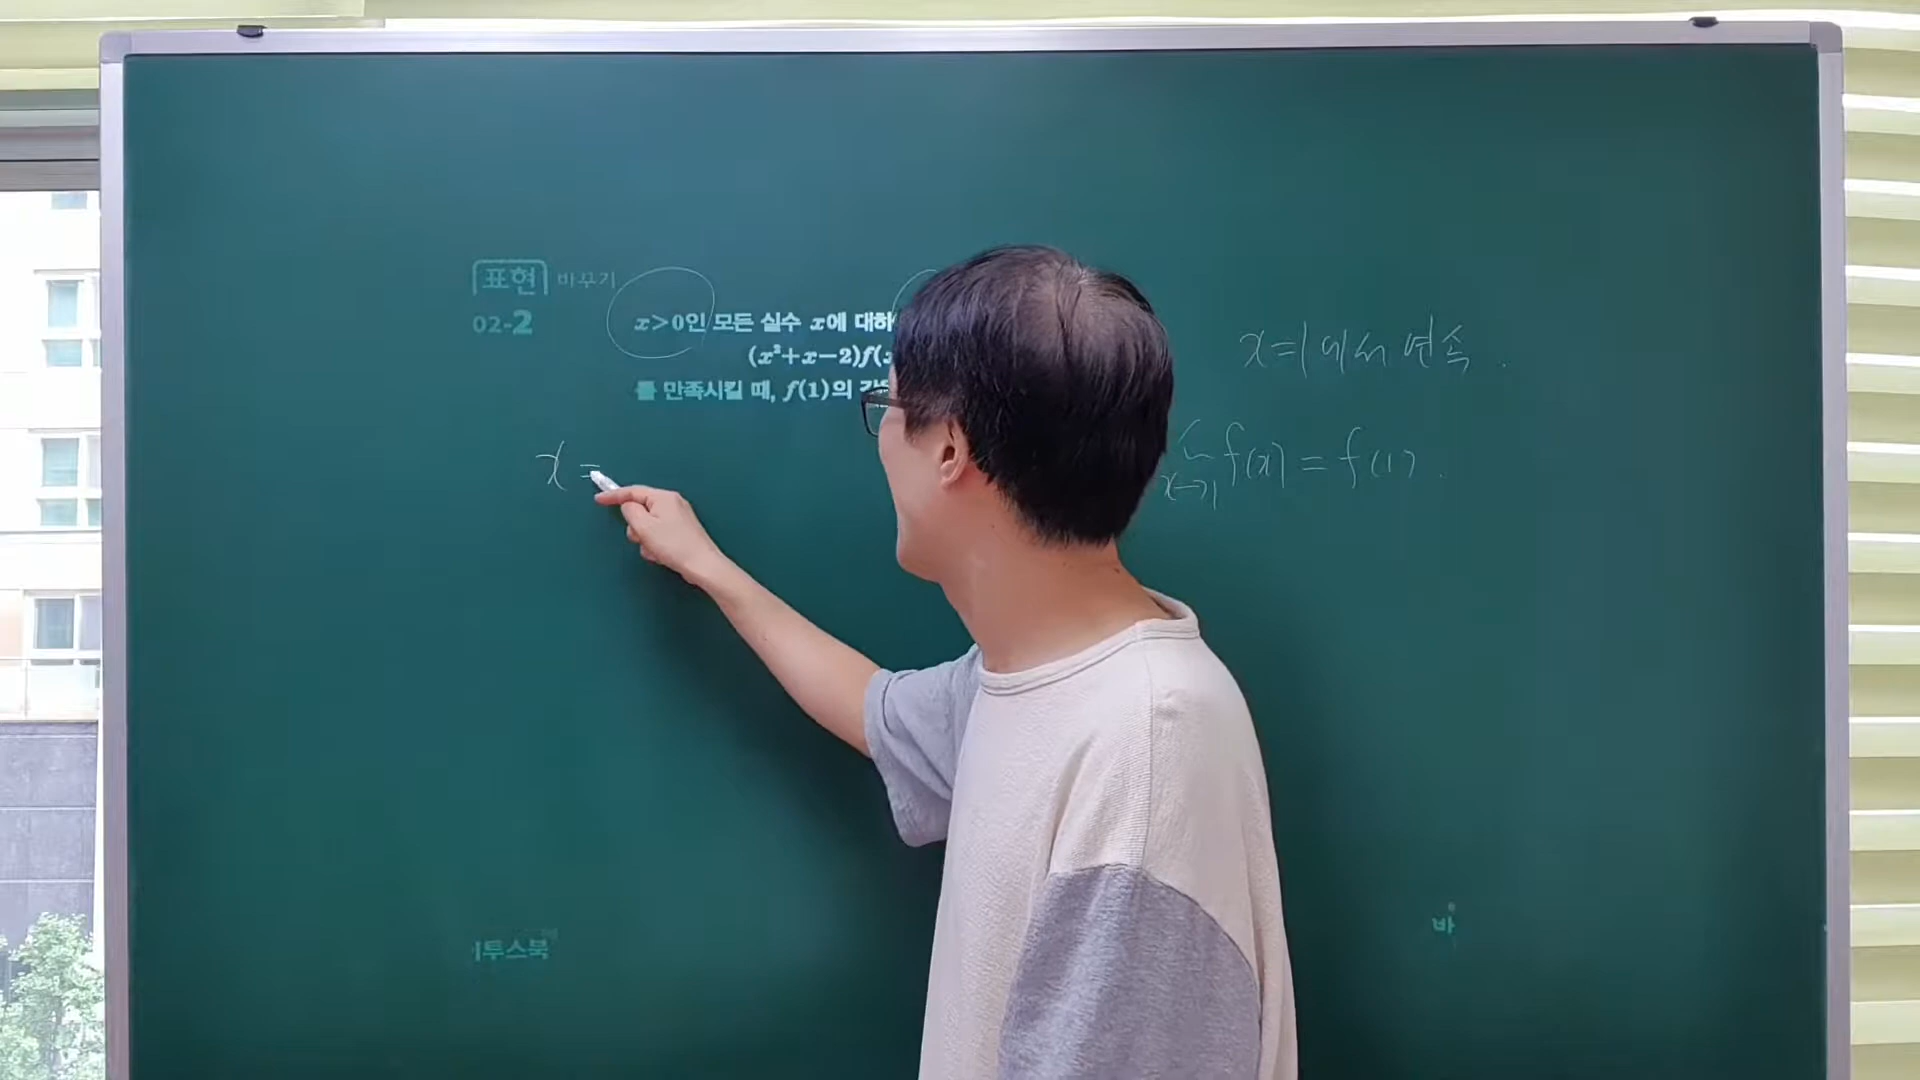 표현 바꾸기
02-2
x>0인 모든 실수 x에 대하
(x²+x-2)f(x
를 만족시킬 때, f(1)의 값
x=1에서 연속.
x→1 f(x) = f(1).
x =
이투스북
바